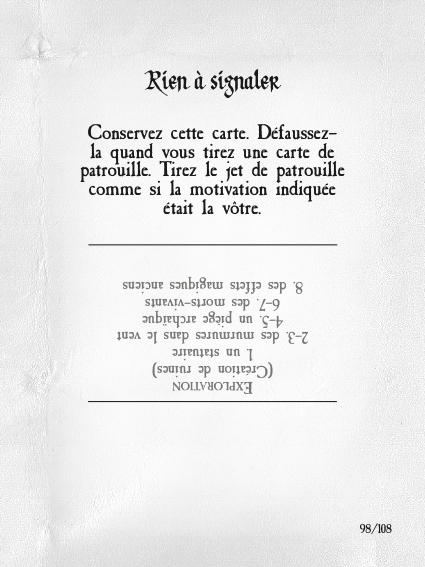 Rien à signaler
Conservez cette carte. Défaussez-
la quand vous tirez une carte de
patrouille. Tirez le jet de patrouille
comme si la motivation indiquée
était la vôtre.
EXPLORATION
(Création de ruines)
1. un statuaire
2-3. des murmures dans le vent
4-5. un piège archaïque
6-7. des morts-vivants
8. des effets magiques anciens
98/108